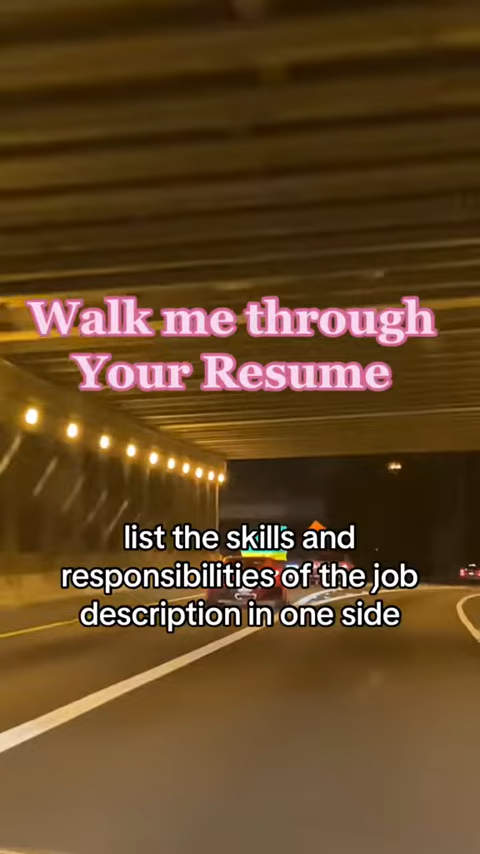 Walk me through
Your Resume
list the skills and
responsibilities of the job
description in one side